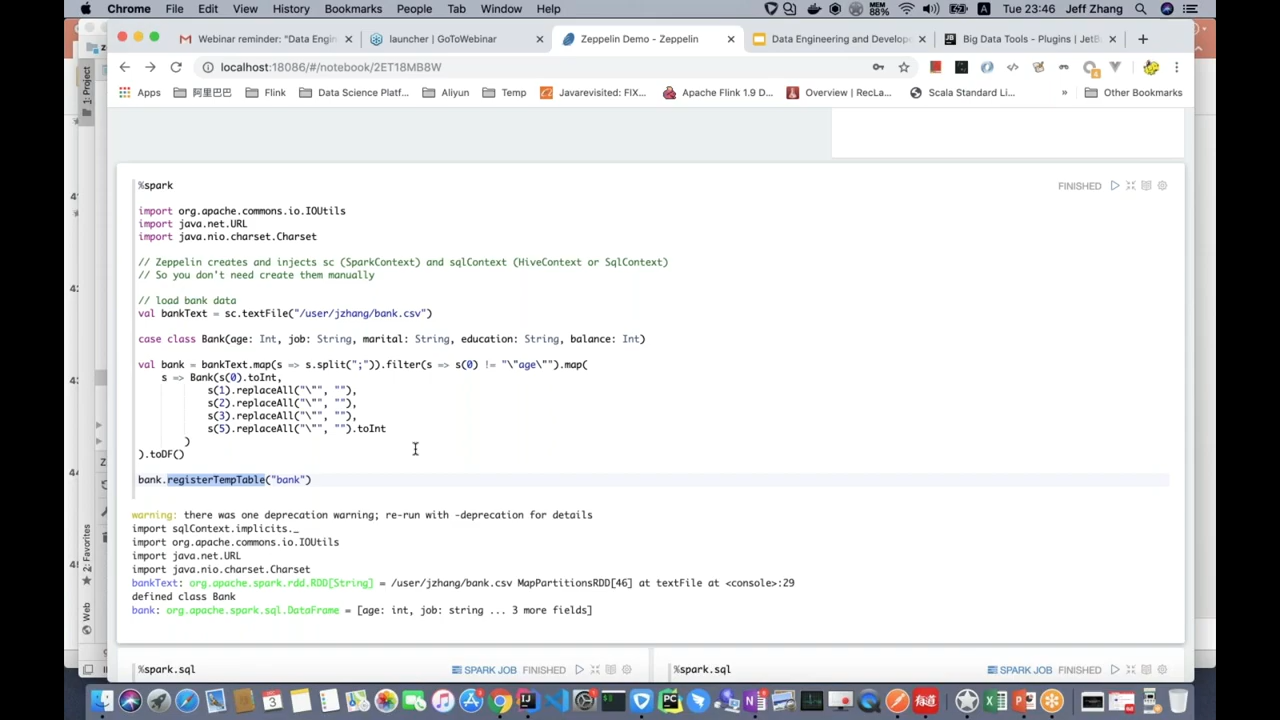 Chrome File Edit View History Bookmarks People Tab Window Help MEM 88% A Tue 23:46 Jeff Zhang
Webinar reminder: "Data Engin
launcher | GoToWebinar
Zeppelin Demo - Zeppelin
Data Engineering and Develope
Big Data Tools - Plugins | JetB
localhost:18086/#/notebook/2ET18MB8W
Apps 阿里巴巴 Flink Data Science Platf... Aliyun Temp Javarevisited: FIX... Apache Flink 1.9 D... Overview | RecLa... Scala Standard Li... » Other Bookmarks
1: Project
%spark
FINISHED
import org.apache.commons.io.IOUtils
import java.net.URL
import java.nio.charset.Charset
// Zeppelin creates and injects sc (SparkContext) and sqlContext (HiveContext or SqlContext)
// So you don't need create them manually
// load bank data
val bankText = sc.textFile("/user/jzhang/bank.csv")
case class Bank(age: Int, job: String, marital: String, education: String, balance: Int)
val bank = bankText.map(s => s.split(";")).filter(s => s(0) != "\"age\"").map(
s => Bank(s(0).toInt,
s(1).replaceAll("\"", ""),
s(2).replaceAll("\"", ""),
s(3).replaceAll("\"", ""),
s(5).replaceAll("\"", "").toInt
)
).toDF()
bank.registerTempTable("bank")
warning: there was one deprecation warning; re-run with -deprecation for details
import sqlContext.implicits._
import org.apache.commons.io.IOUtils
import java.net.URL
import java.nio.charset.Charset
bankText: org.apache.spark.rdd.RDD[String] = /user/jzhang/bank.csv MapPartitionsRDD[46] at textFile at <console>:29
defined class Bank
bank: org.apache.spark.sql.DataFrame = [age: int, job: string ... 3 more fields]
2: Favorites
Web
%spark.sql SPARK JOB FINISHED
%spark.sql SPARK JOB FINISHED